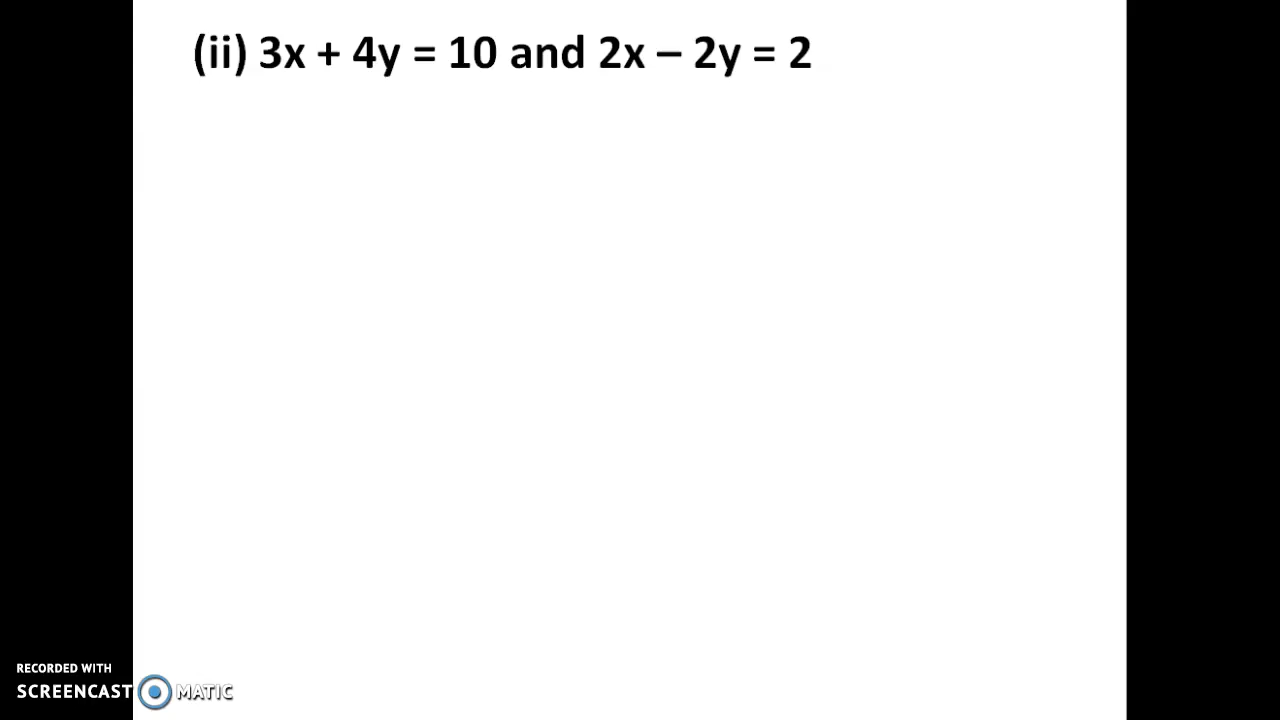 (ii) 3x + 4y = 10 and 2x – 2y = 2
RECORDED WITH
SCREENCAST MATIC